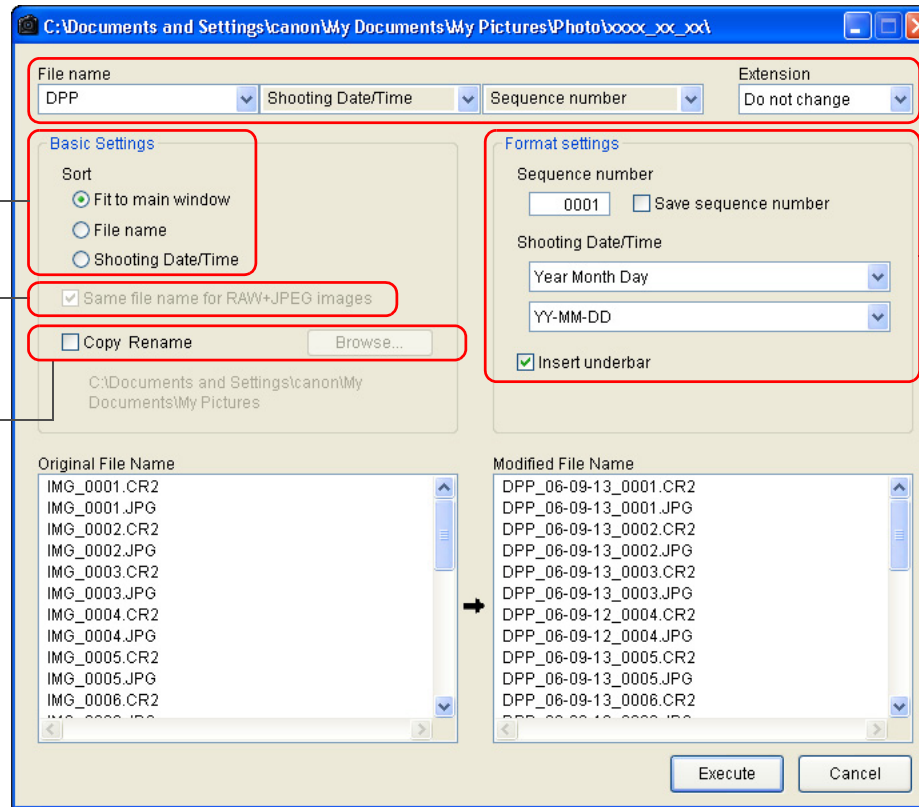 C:\Documents and Settings\canon\My Documents\My Pictures\Photo\xxxx_xx_xx\
File name
Extension
DPP
Shooting Date/Time
Sequence number
Do not change
Basic Settings
Sort
Fit to main window
File name
Shooting Date/Time
Same file name for RAW+JPEG images
Copy Rename
Browse...
C:\Documents and Settings\canon\My
Documents\My Pictures
Format settings
Sequence number
0001
Save sequence number
Shooting Date/Time
Year Month Day
YY-MM-DD
Insert underbar
Original File Name
IMG_0001.CR2
IMG_0001.JPG
IMG_0002.CR2
IMG_0002.JPG
IMG_0003.CR2
IMG_0003.JPG
IMG_0004.CR2
IMG_0004.JPG
IMG_0005.CR2
IMG_0005.JPG
IMG_0006.CR2
Modified File Name
DPP_06-09-13_0001.CR2
DPP_06-09-13_0001.JPG
DPP_06-09-13_0002.CR2
DPP_06-09-13_0002.JPG
DPP_06-09-13_0003.CR2
DPP_06-09-13_0003.JPG
DPP_06-09-12_0004.CR2
DPP_06-09-12_0004.JPG
DPP_06-09-13_0005.CR2
DPP_06-09-13_0005.JPG
DPP_06-09-13_0006.CR2
Execute
Cancel